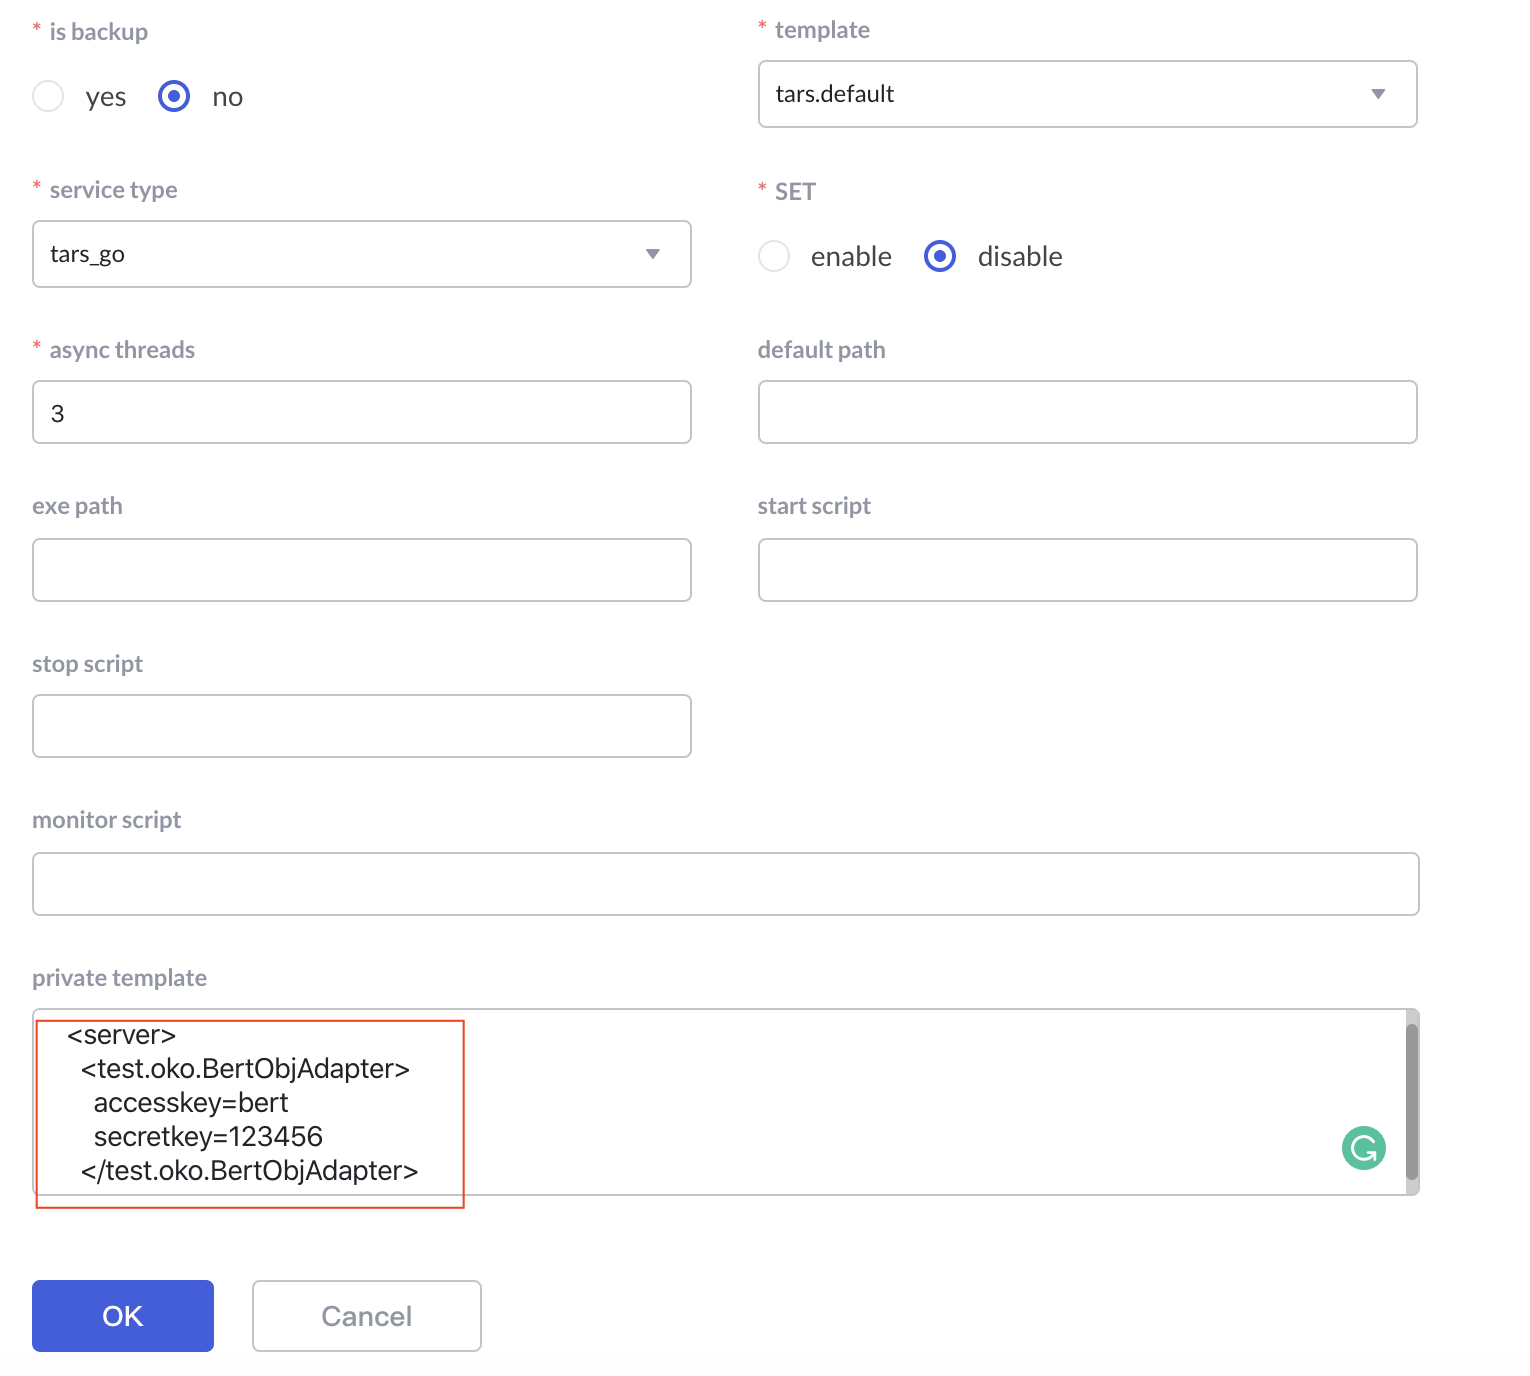 * is backup
* template
yes no
tars.default
* service type
* SET
tars_go
enable disable
* async threads
default path
3
exe path
start script
stop script
monitor script
private template
<server>
<test.oko.BertObjAdapter>
accesskey=bert
secretkey=123456
</test.oko.BertObjAdapter>
OK
Cancel